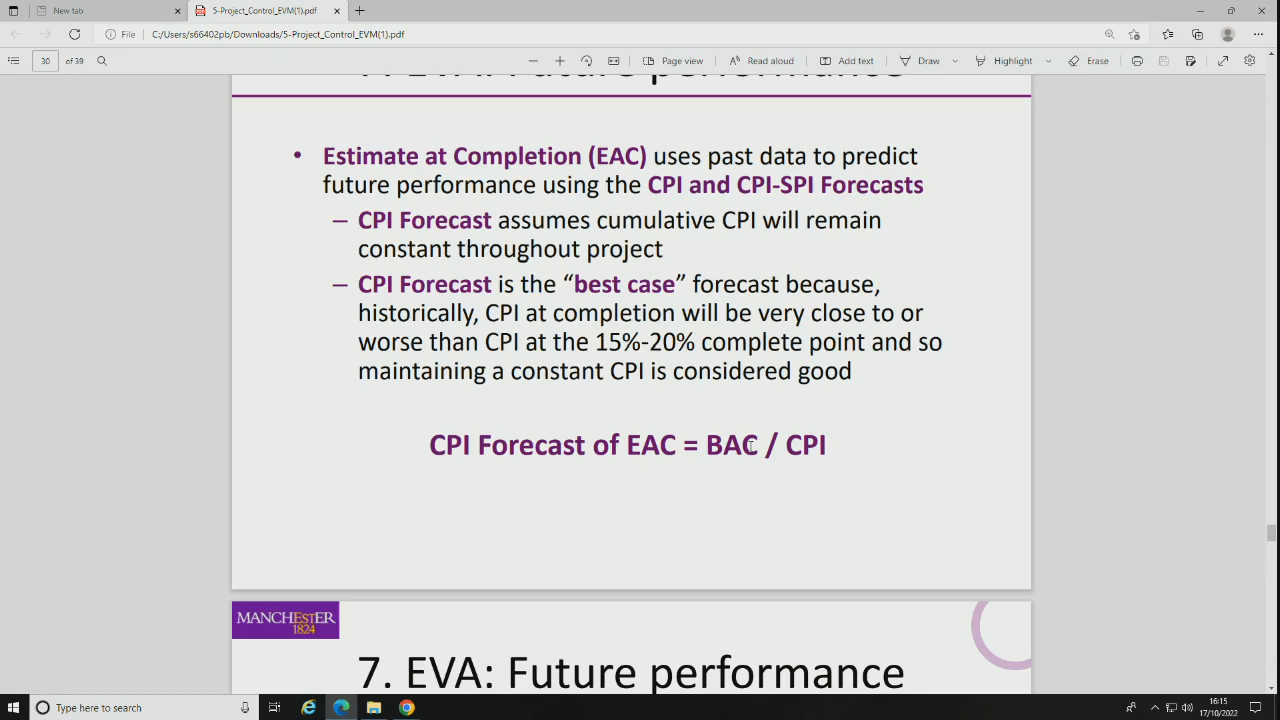 New tab
5-Project_Control_EVM(1).pdf
File
C:/Users/s66402pb/Downloads/5-Project_Control_EVM(1).pdf
30
of 39
Page view
Read aloud
Add text
Draw
Highlight
Erase
7. EVA: Future performance
• Estimate at Completion (EAC) uses past data to predict
future performance using the CPI and CPI-SPI Forecasts
– CPI Forecast assumes cumulative CPI will remain
constant throughout project
– CPI Forecast is the “best case” forecast because,
historically, CPI at completion will be very close to or
worse than CPI at the 15%-20% complete point and so
maintaining a constant CPI is considered good
CPI Forecast of EAC = BAC / CPI
MANCHESTER
1824
7. EVA: Future performance
Type here to search
16:15
17/10/2022